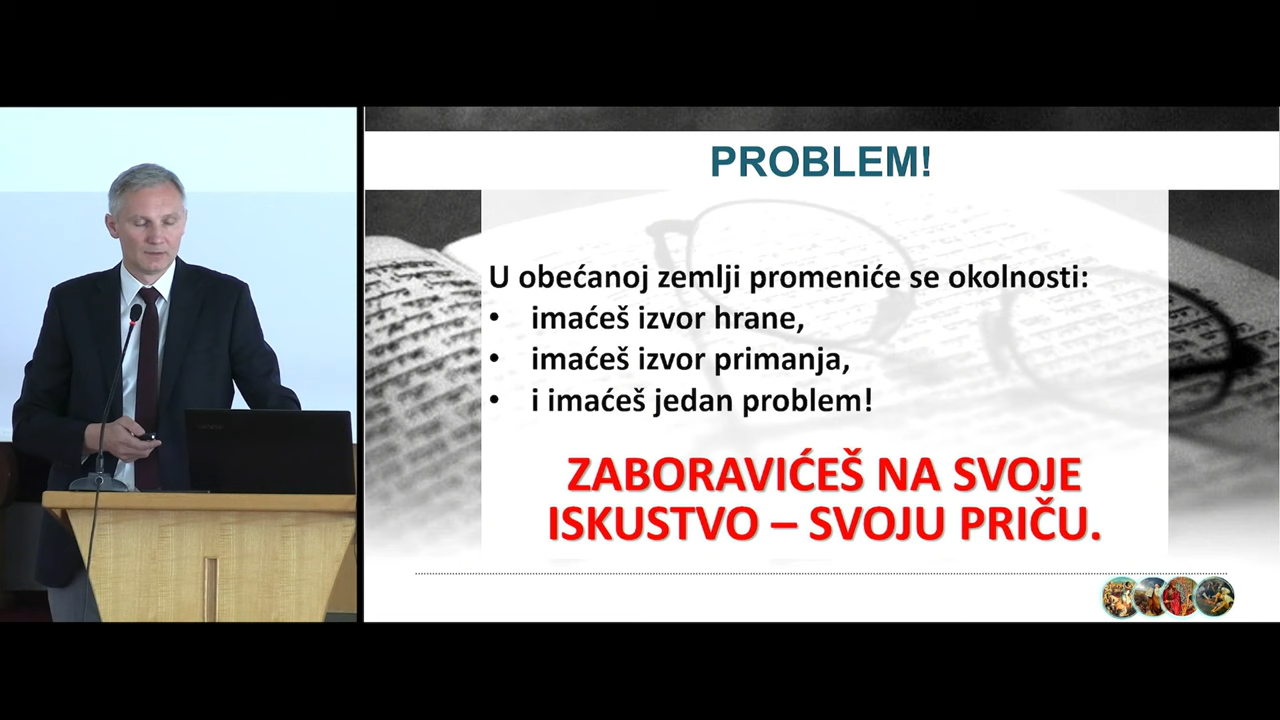 PROBLEM!
U obećanoj zemlji promeniće se okolnosti:
• imaćeš izvor hrane,
• imaćeš izvor primanja,
• i imaćeš jedan problem!
ZABORAVIĆEŠ NA SVOJE
ISKUSTVO – SVOJU PRIČU.